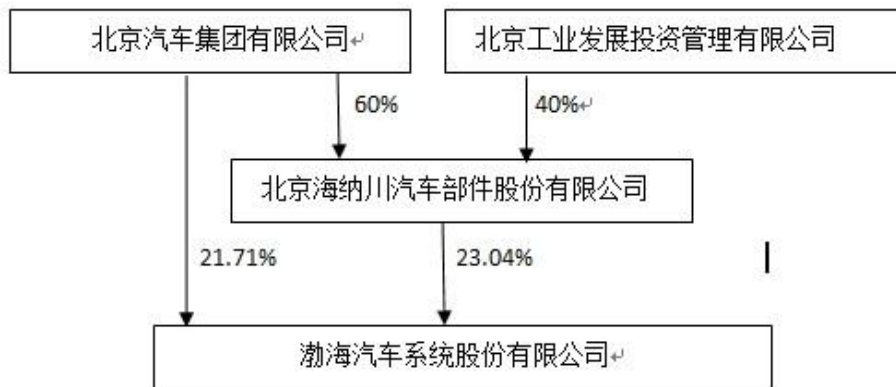 北京汽车集团有限公司↵
北京工业发展投资管理有限公司
60%
40%↵
北京海纳川汽车部件股份有限公司
21.71%
23.04%
渤海汽车系统股份有限公司↵